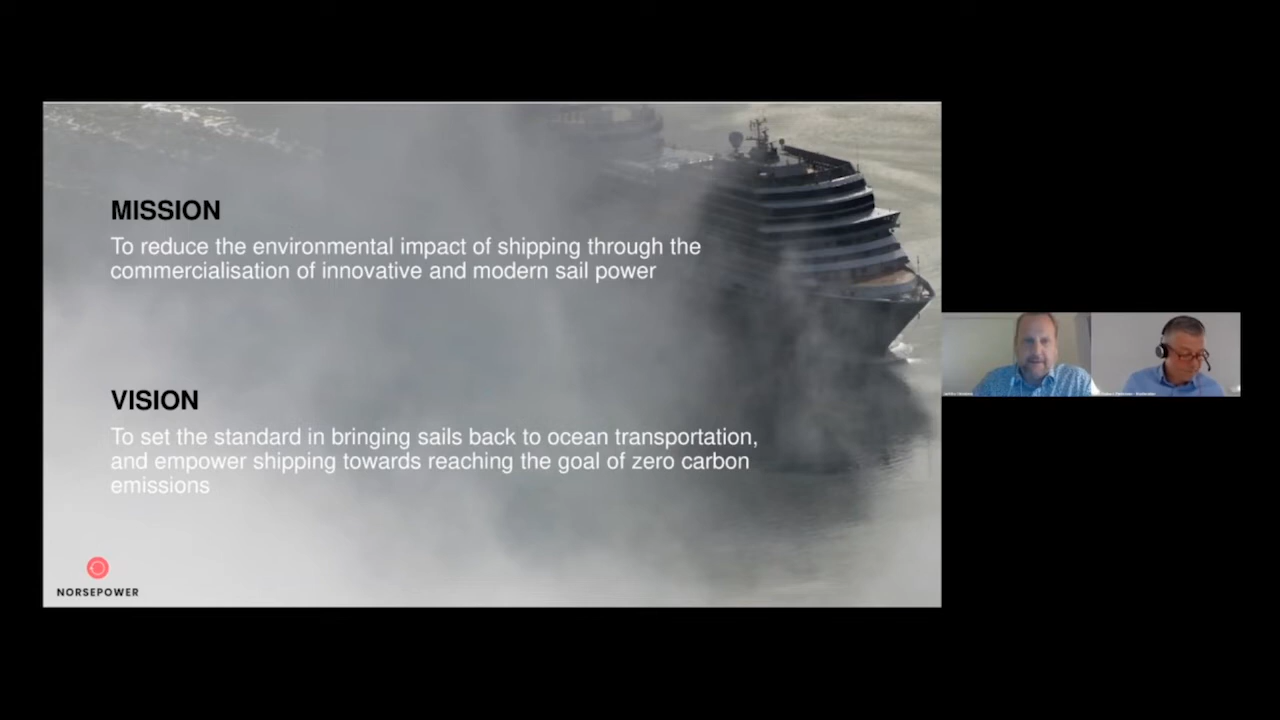 MISSION
To reduce the environmental impact of shipping through the
commercialisation of innovative and modern sail power
VISION
To set the standard in bringing sails back to ocean transportation,
and empower shipping towards reaching the goal of zero carbon
emissions
NORSEPOWER